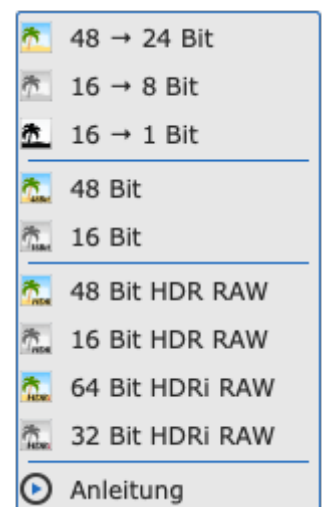 48 → 24 Bit
16 → 8 Bit
16 → 1 Bit
48 Bit
16 Bit
48 Bit HDR RAW
16 Bit HDR RAW
64 Bit HDRi RAW
32 Bit HDRi RAW
Anleitung